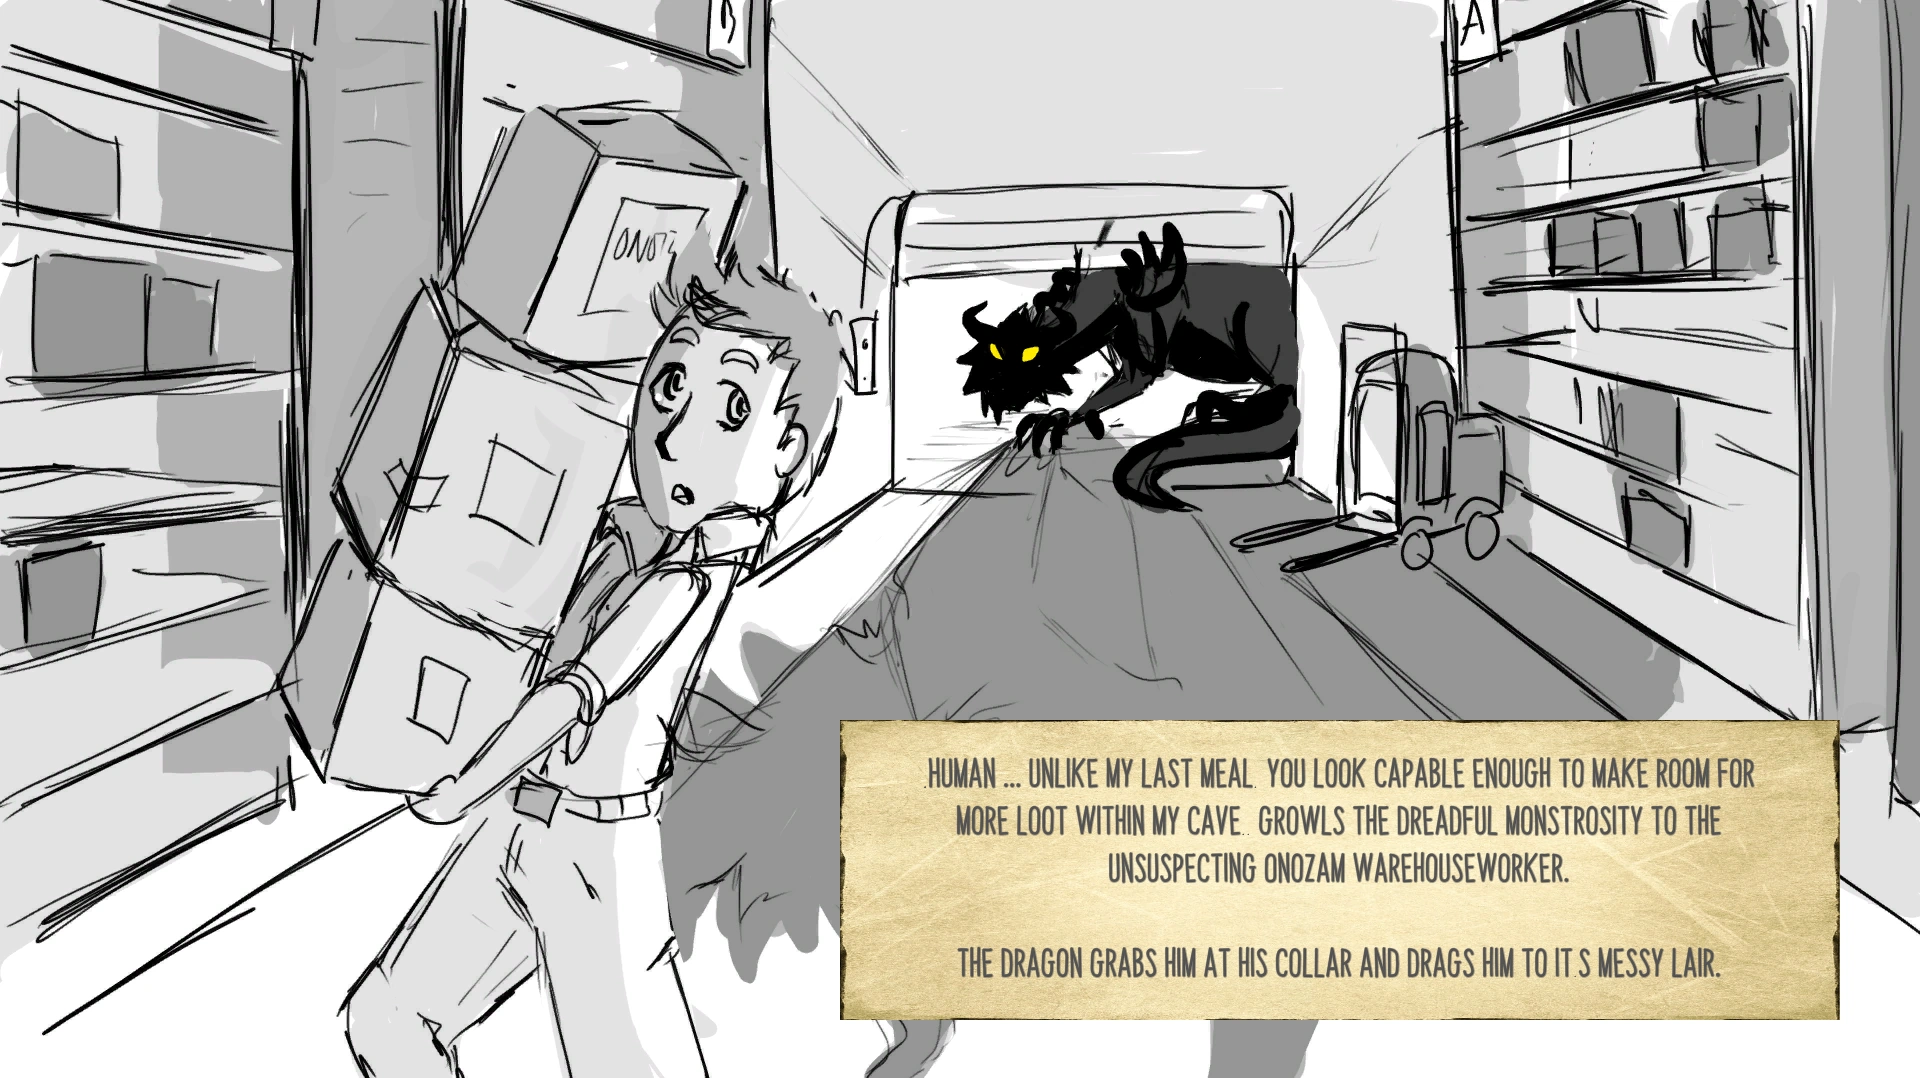 B
A
ONOZ
.HUMAN ... UNLIKE MY LAST MEAL. YOU LOOK CAPABLE ENOUGH TO MAKE ROOM FOR
MORE LOOT WITHIN MY CAVE.. GROWLS THE DREADFUL MONSTROSITY TO THE
UNSUSPECTING ONOZAM WAREHOUSEWORKER.
THE DRAGON GRABS HIM AT HIS COLLAR AND DRAGS HIM TO IT.S MESSY LAIR.